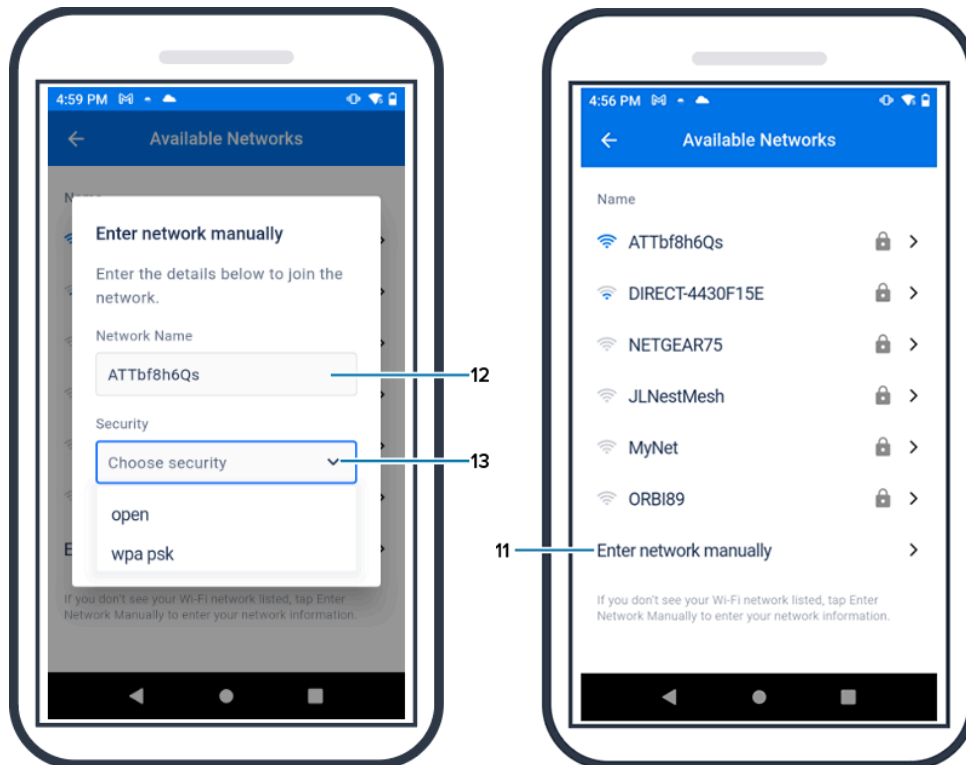 4:59 PM
Available Networks
Enter network manually
Enter the details below to join the
network.
Network Name
ATTbf8h6Qs
12
Security
Choose security
13
open
wpa psk
If you don't see your Wi-Fi network listed, tap Enter
Network Manually to enter your network information.
4:56 PM
Available Networks
Name
ATTbf8h6Qs
DIRECT-4430F15E
NETGEAR75
JLNestMesh
MyNet
ORBI89
11
Enter network manually
If you don't see your Wi-Fi network listed, tap Enter
Network Manually to enter your network information.